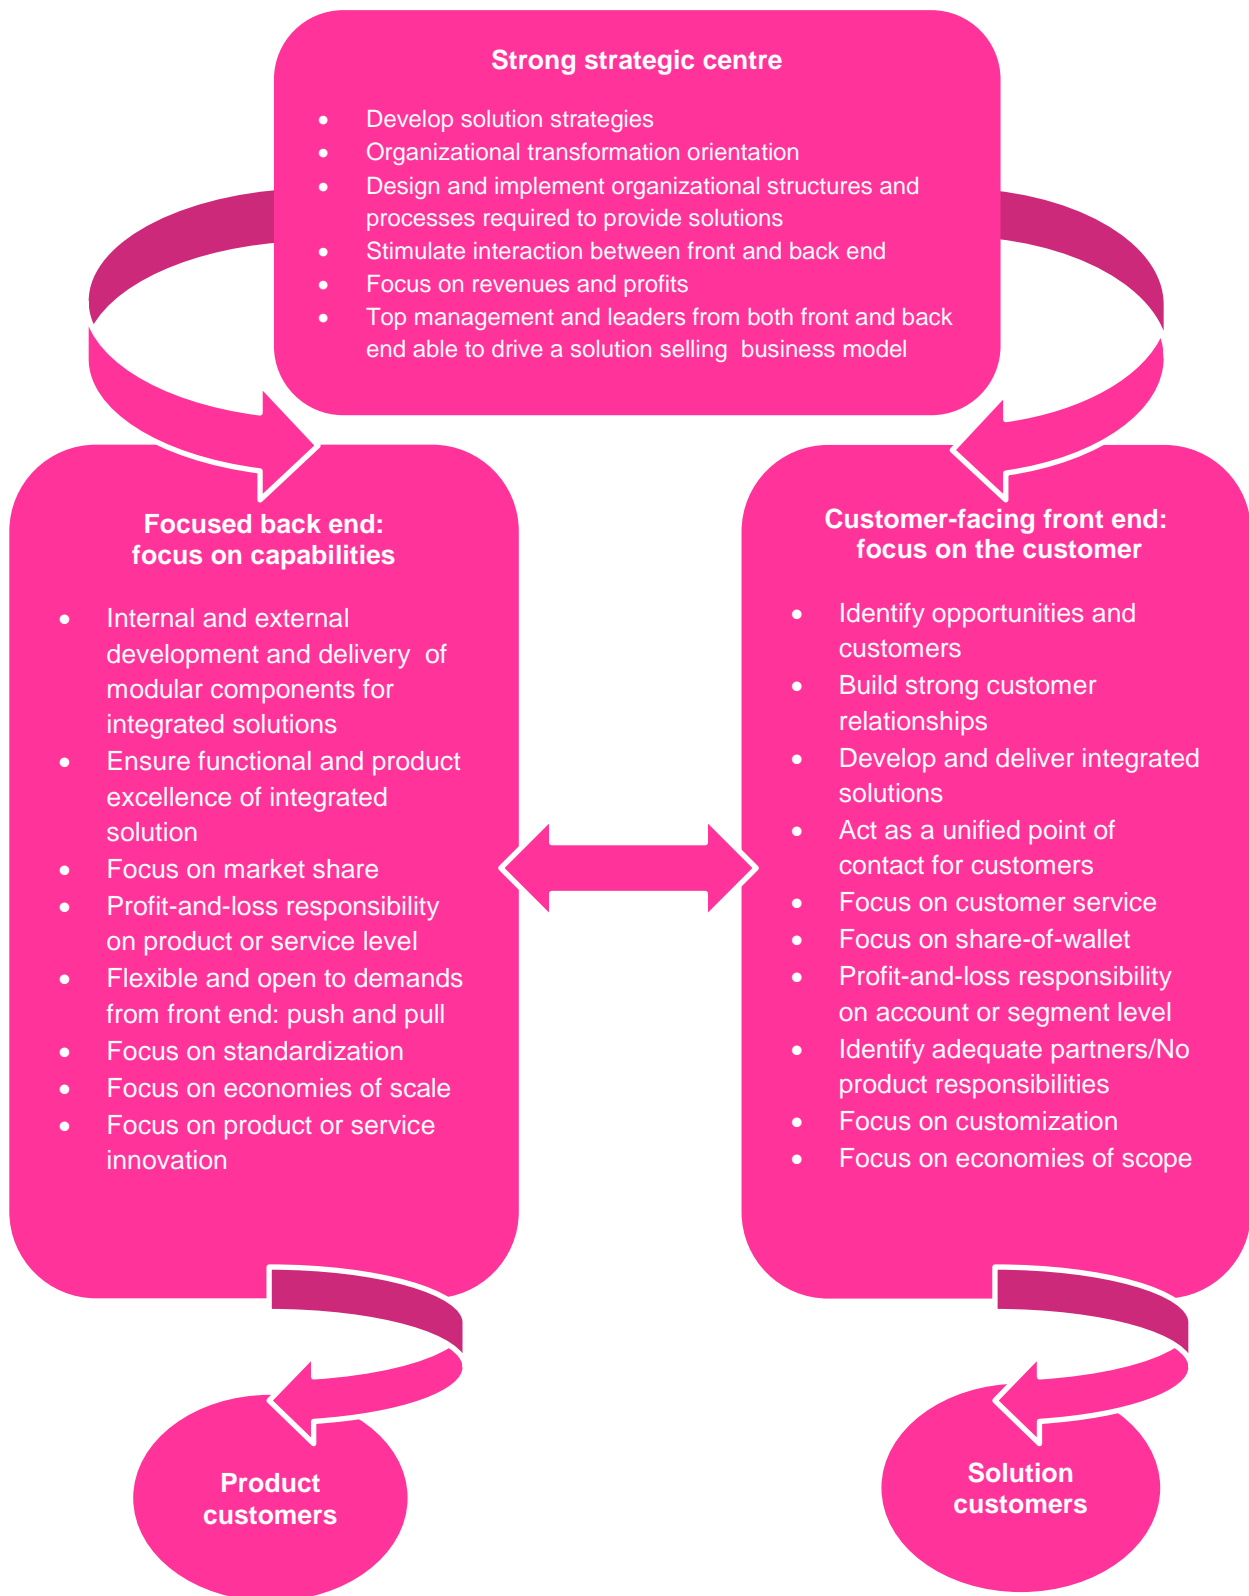 Strong strategic centre
• Develop solution strategies
• Organizational transformation orientation
• Design and implement organizational structures and
processes required to provide solutions
• Stimulate interaction between front and back end
• Focus on revenues and profits
• Top management and leaders from both front and back
end able to drive a solution selling  business model
Focused back end:
focus on capabilities
• Internal and external
development and delivery  of
modular components for
integrated solutions
• Ensure functional and product
excellence of integrated
solution
• Focus on market share
• Profit-and-loss responsibility
on product or service level
• Flexible and open to demands
from front end: push and pull
• Focus on standardization
• Focus on economies of scale
• Focus on product or service
innovation
Customer-facing front end:
focus on the customer
• Identify opportunities and
customers
• Build strong customer
relationships
• Develop and deliver integrated
solutions
• Act as a unified point of
contact for customers
• Focus on customer service
• Focus on share-of-wallet
• Profit-and-loss responsibility
on account or segment level
• Identify adequate partners/No
product responsibilities
• Focus on customization
• Focus on economies of scope
Product
customers
Solution
customers